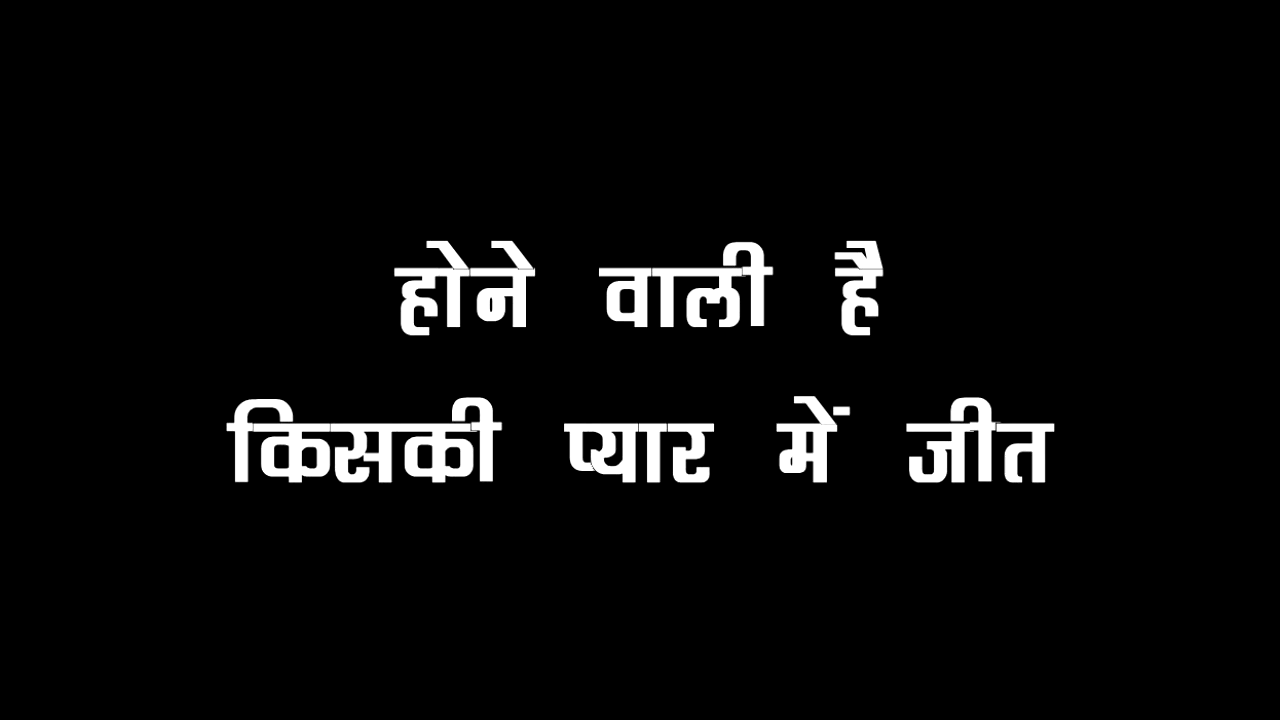 होने वाली है
किसकी प्यार में जीत